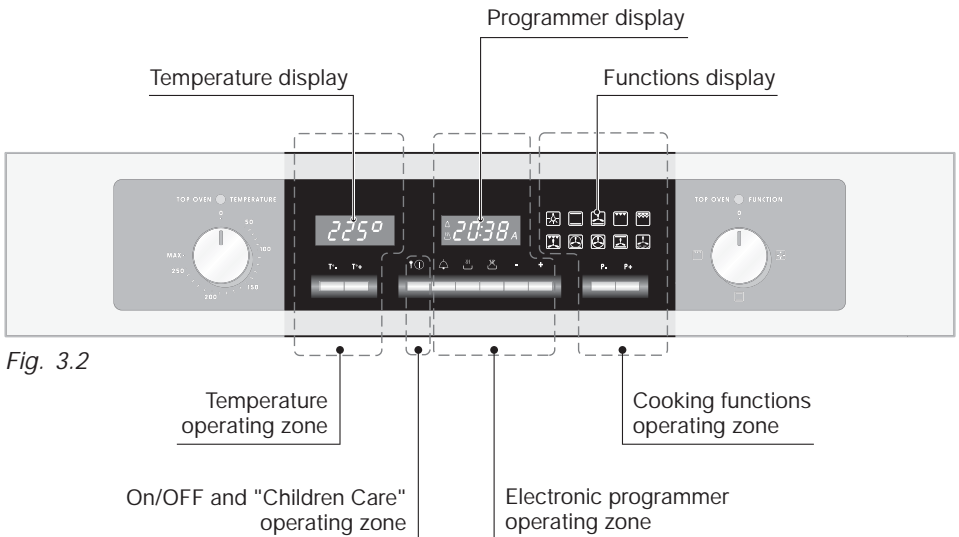 Programmer display
Temperature display
Functions display
TOP OVEN TEMPERATURE
0
50
100
150
200
250
MAX
225°
20:38 A
T°- T°+
- +
P- P+
TOP OVEN FUNCTION
0
Fig. 3.2
Temperature
operating zone
Cooking functions
operating zone
On/OFF and "Children Care"
operating zone
Electronic programmer
operating zone